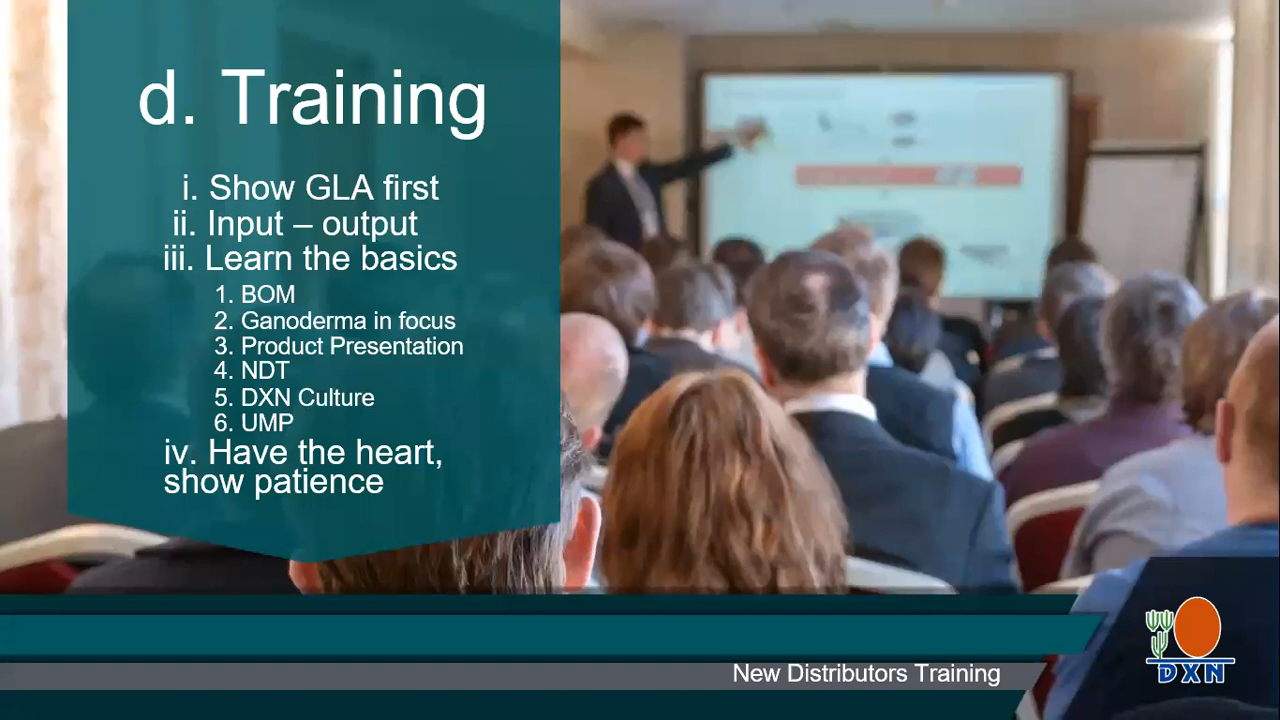 d. Training
i. Show GLA first
ii. Input – output
iii. Learn the basics
1. BOM
2. Ganoderma in focus
3. Product Presentation
4. NDT
5. DXN Culture
6. UMP
iv. Have the heart,
show patience
New Distributors Training
DXN